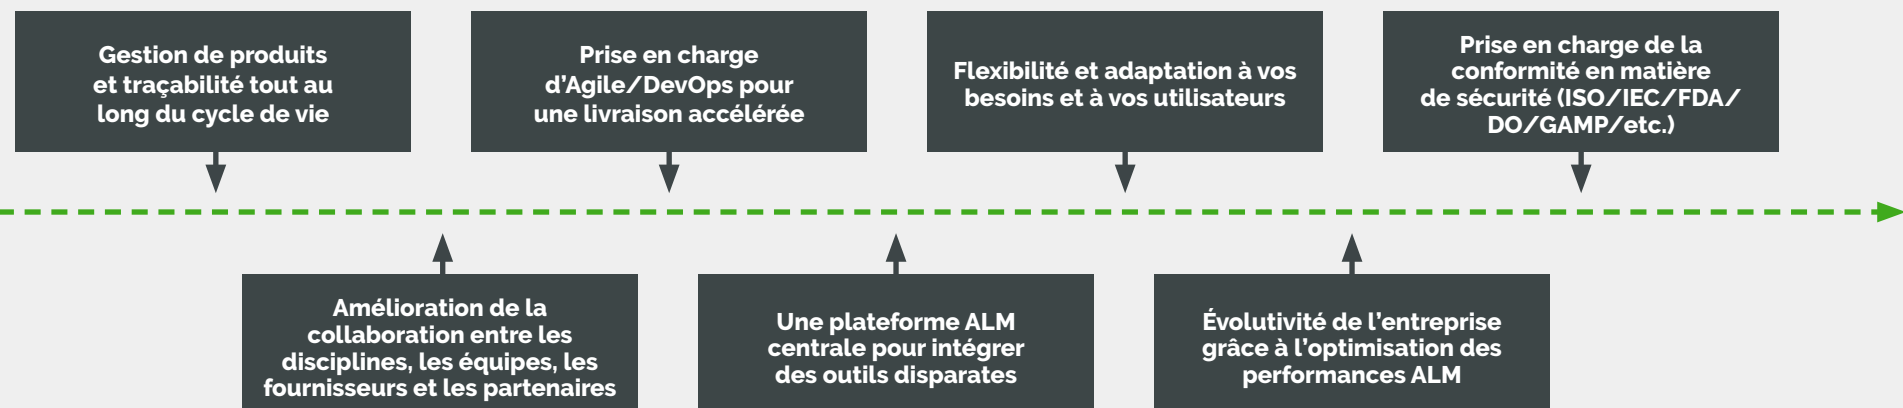 Gestion de produits
et traçabilité tout au
long du cycle de vie
Prise en charge
d’Agile/DevOps pour
une livraison accélérée
Flexibilité et adaptation à vos
besoins et à vos utilisateurs
Prise en charge de la
conformité en matière
de sécurité (ISO/IEC/FDA/
DO/GAMP/etc.)
Amélioration de la
collaboration entre les
disciplines, les équipes, les
fournisseurs et les partenaires
Une plateforme ALM
centrale pour intégrer
des outils disparates
Évolutivité de l’entreprise
grâce à l’optimisation des
performances ALM